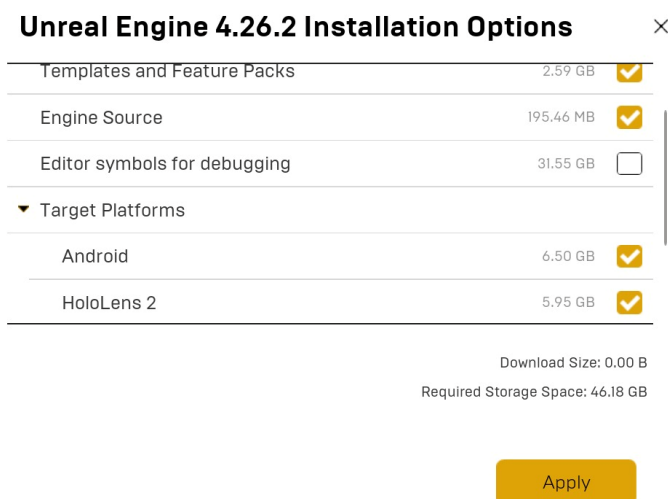 Unreal Engine 4.26.2 Installation Options
Templates and Feature Packs 2.59 GB
Engine Source 195.46 MB
Editor symbols for debugging 31.55 GB
Target Platforms
Android 6.50 GB
HoloLens 2 5.95 GB
Download Size: 0.00 B
Required Storage Space: 46.18 GB
Apply